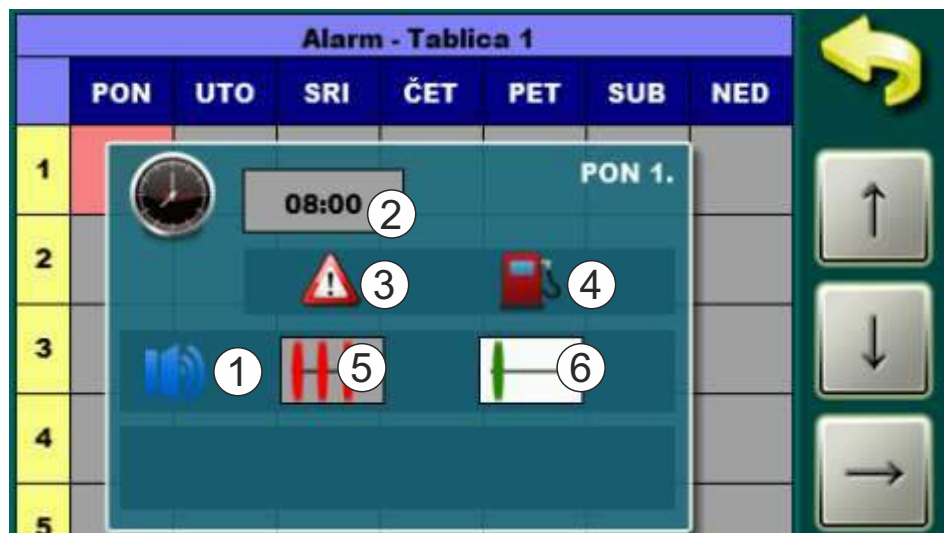 Alarm - Tablica 1
PON UTO SRI ČET PET SUB NED
1 PON 1.
08:00 2
2 3 4
3 1 5 6
4
5